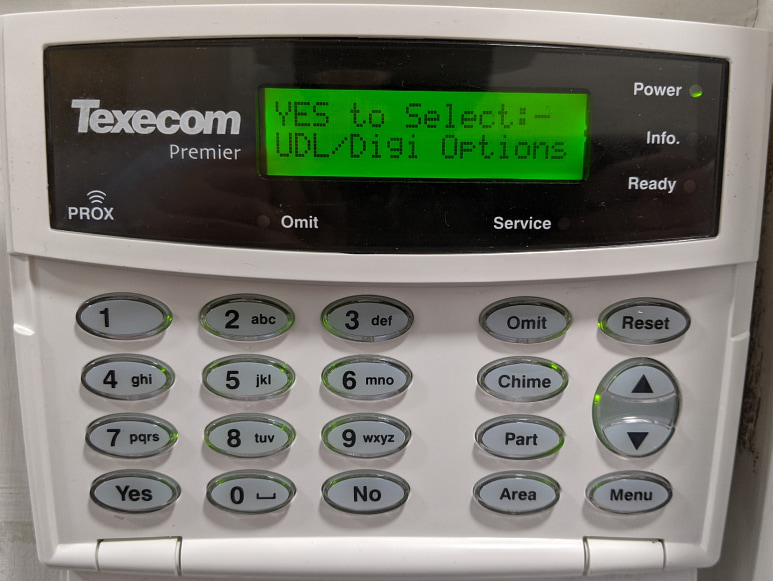 Texecom
Premier
PROX
YES to Select:-
UDL/Digi Options
Power
Info.
Ready
Omit
Service
1
2 abc
3 def
Omit
Reset
4 ghi
5 jkl
6 mno
Chime
7 pqrs
8 tuv
9 wxyz
Part
Yes
0 ⎵
No
Area
Menu